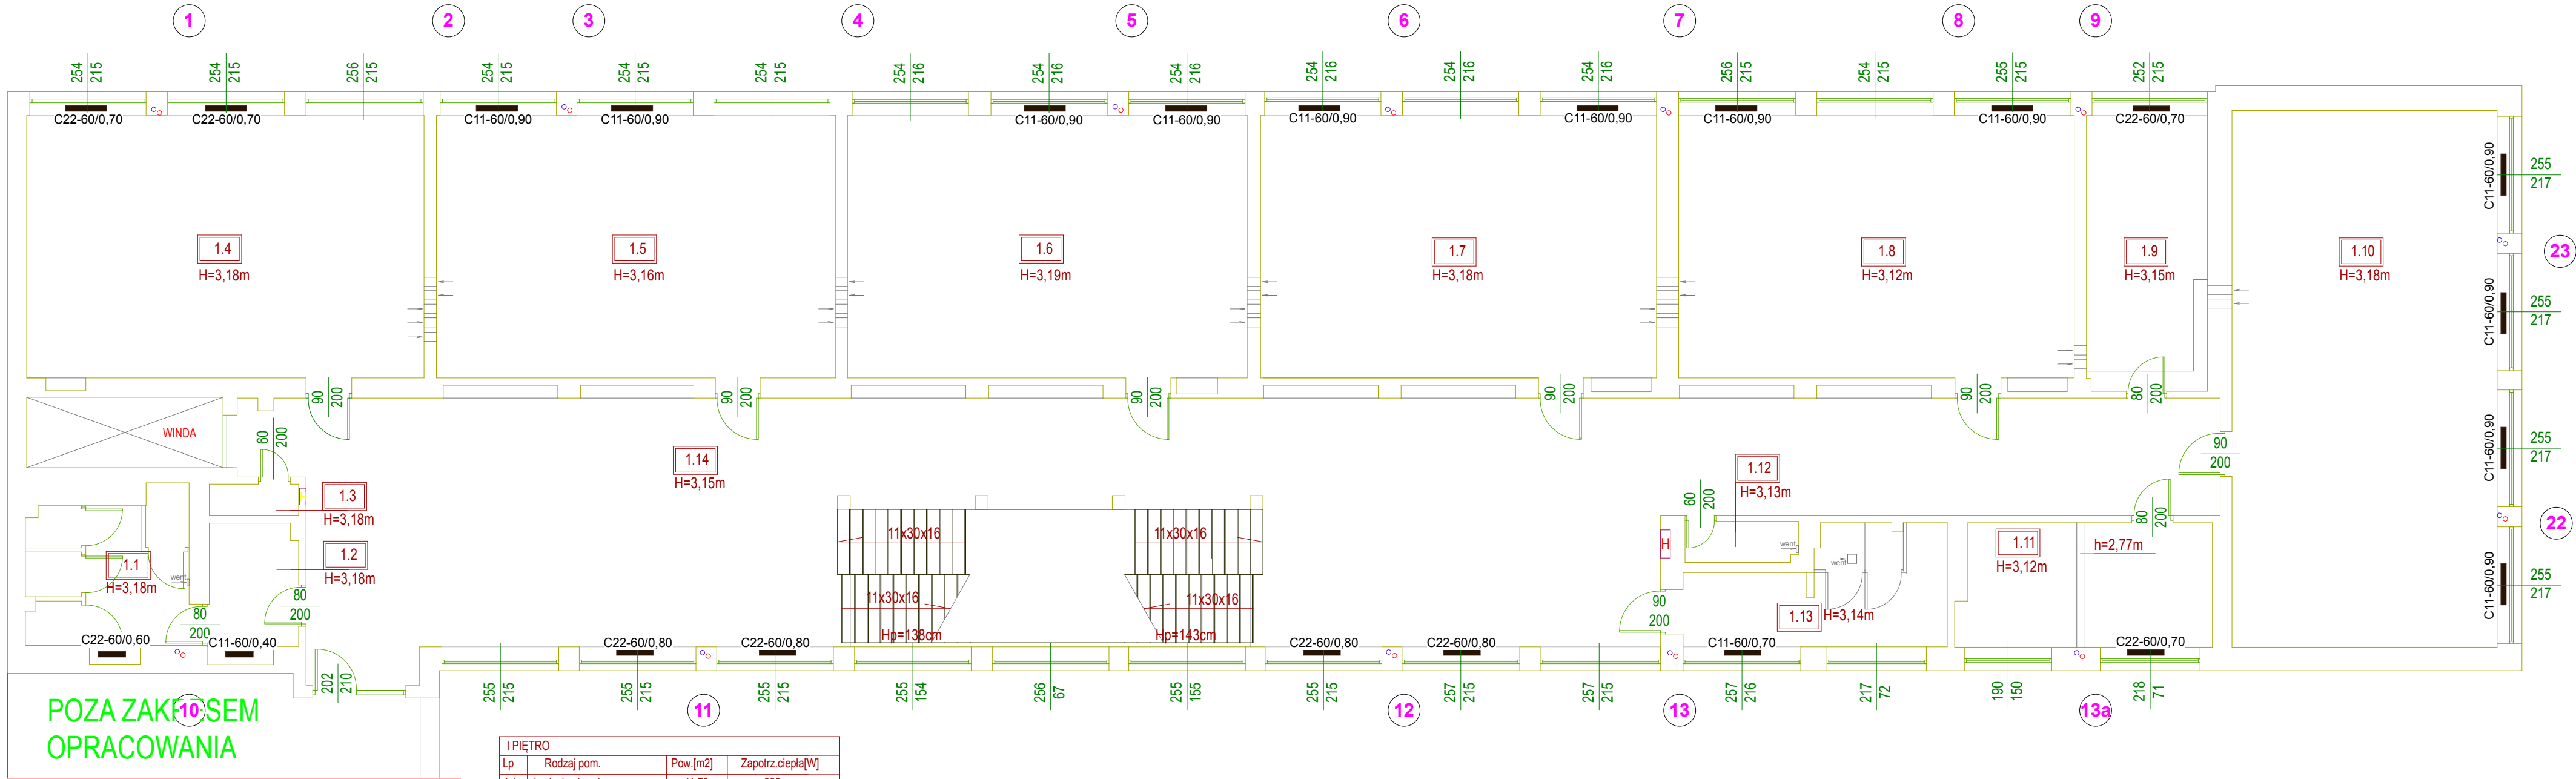 1 2 3 4 5 6 7 8 9
254 215
254 215
256 215
254 215
254 215
254 215
254 216
254 216
254 216
254 216
254 216
254 216
256 215
254 215
255 215
252 215
C22-60/0,70
C22-60/0,70
C11-60/0,90
C11-60/0,90
C11-60/0,90
C11-60/0,90
C11-60/0,90
C11-60/0,90
C11-60/0,90
C11-60/0,90
C22-60/0,70
C11-60/0,90
255
217
1.4
H=3,18m
1.5
H=3,16m
1.6
H=3,19m
1.7
H=3,18m
1.8
H=3,12m
1.9
H=3,15m
1.10
H=3,18m
23
C11-60/0,90
255
217
90 200
90 200
90 200
90 200
90 200
80 200
WINDA
60 200
1.14
H=3,15m
1.12
H=3,13m
90
200
C11-60/0,90
255
217
1.3
H=3,18m
60 200
80 200
22
1.1
H=3,18m
went
1.2
H=3,18m
11x30x16
11x30x16
H
went
went
1.11
H=3,12m
h=2,77m
C11-60/0,90
255
217
80
200
80
200
11x30x16
11x30x16
Hp=138cm
Hp=143cm
90
200
1.13
H=3,14m
C22-60/0,60
C11-60/0,40
C22-60/0,80
C22-60/0,80
C22-60/0,80
C22-60/0,80
C11-60/0,70
C22-60/0,70
202 210
255 215
255 215
255 215
255 154
256 67
255 155
255 215
257 215
257 215
257 216
217 72
190 150
218 71
10 11 12 13 13a
POZA ZAKRESEM
OPRACOWANIA
I PIĘTRO
Lp Rodzaj pom. Pow.[m2] Zapotrz.ciepła[W]